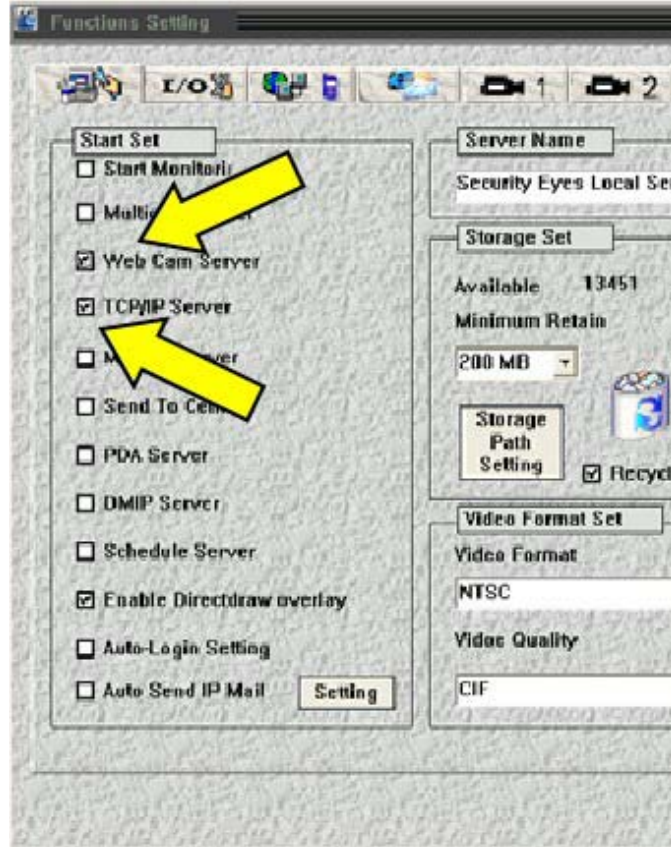 Functions Setting
I/O
1
2
Start Set
Start Monitori
Multic
Web Cam Server
TCP/IP Server
Send To Cen
PDA Server
DMIP Server
Schedule Server
Enable Directdraw overlay
Auto-Login Setting
Auto Send IP Mail
Setting
Server Name
Security Eyes Local Ser
Storage Set
Available 13451
Minimum Retain
200 MB
Storage
Path
Setting
Recycl
Video Format Set
Video Format
NTSC
Video Quality
CIF